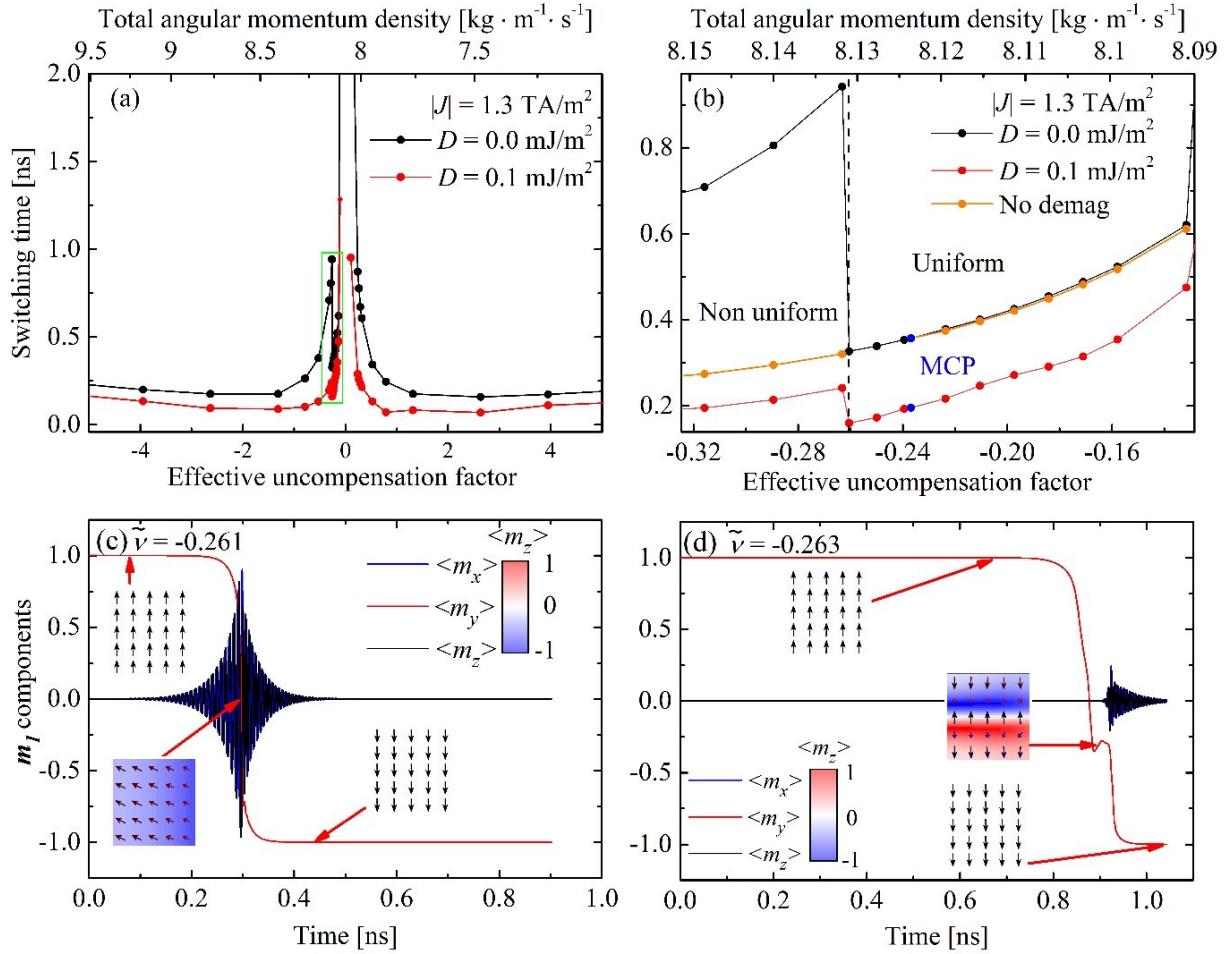 Total angular momentum density [kg · m⁻¹· s⁻¹]
9.5 9 8.5 8 7.5
2.0
1.5
1.0
0.5
0.0
Switching time [ns]
(a)
|J| = 1.3 TA/m²
D = 0.0 mJ/m²
D = 0.1 mJ/m²
-4 -2 0 2 4
Effective uncompensation factor
Total angular momentum density [kg · m⁻¹· s⁻¹]
8.15 8.14 8.13 8.12 8.11 8.1 8.09
0.8
0.6
0.4
0.2
(b)
|J| = 1.3 TA/m²
D = 0.0 mJ/m²
D = 0.1 mJ/m²
No demag
Uniform
Non uniform
MCP
-0.32 -0.28 -0.24 -0.20 -0.16
Effective uncompensation factor
1.0
0.5
0.0
-0.5
-1.0
m₁ components
(c) ν̃ = -0.261
<mz>
1
0
-1
<mx>
<my>
<mz>
0.0 0.2 0.4 0.6 0.8 1.0
Time [ns]
1.0
0.5
0.0
-0.5
-1.0
(d) ν̃ = -0.263
<mz>
1
0
-1
<mx>
<my>
<mz>
0.0 0.2 0.4 0.6 0.8 1.0
Time [ns]